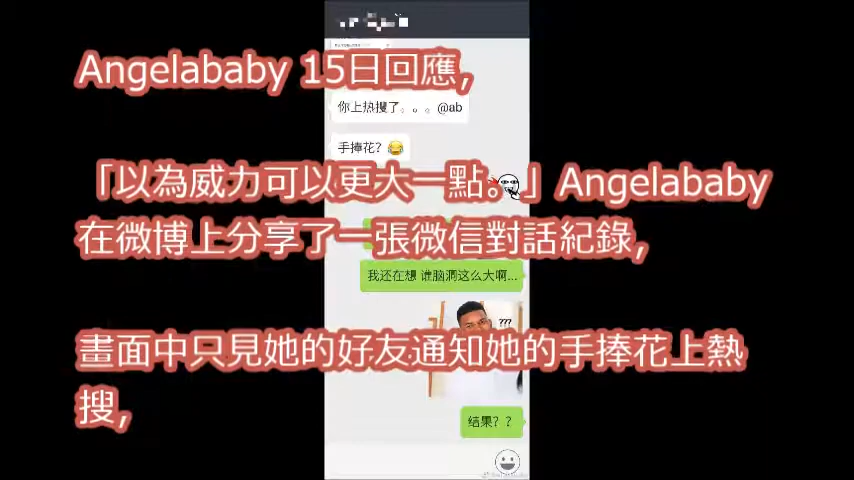 Angelababy 15日回應，
你上热搜了。。。@ab
手捧花？😂
「以為威力可以更大一點。」Angelababy
在微博上分享了一張微信對話紀錄，
我还在想 谁脑洞这么大啊...
???
畫面中只見她的好友通知她的手捧花上熱
搜，
结果？？